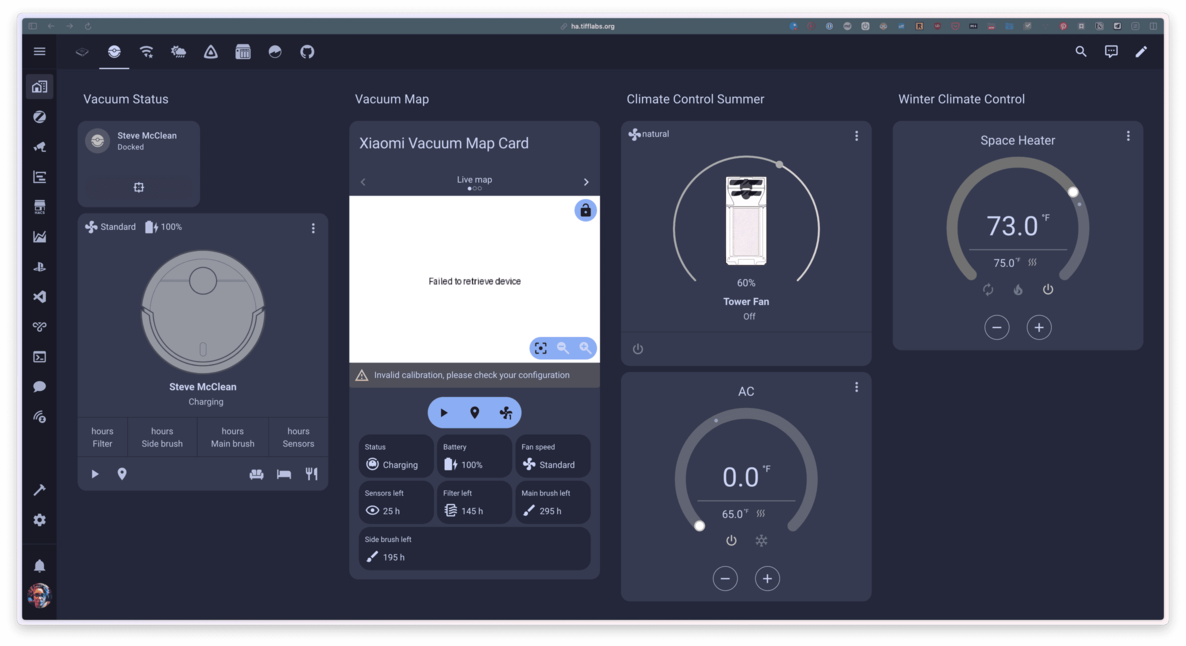 ha.tifflabs.org
Vacuum Status
Steve McClean
Docked
Standard 100%
Steve McClean
Charging
hours hours hours hours
Filter Side brush Main brush Sensors
Vacuum Map
Xiaomi Vacuum Map Card
Live map
Failed to retrieve device
Invalid calibration, please check your configuration
Status Battery Fan speed
Charging 100% Standard
Sensors left Filter left Main brush left
25 h 145 h 295 h
Side brush left
195 h
Climate Control Summer
natural
60%
Tower Fan
Off
AC
0.0 °F
65.0 °F
Winter Climate Control
Space Heater
73.0 °F
75.0 °F